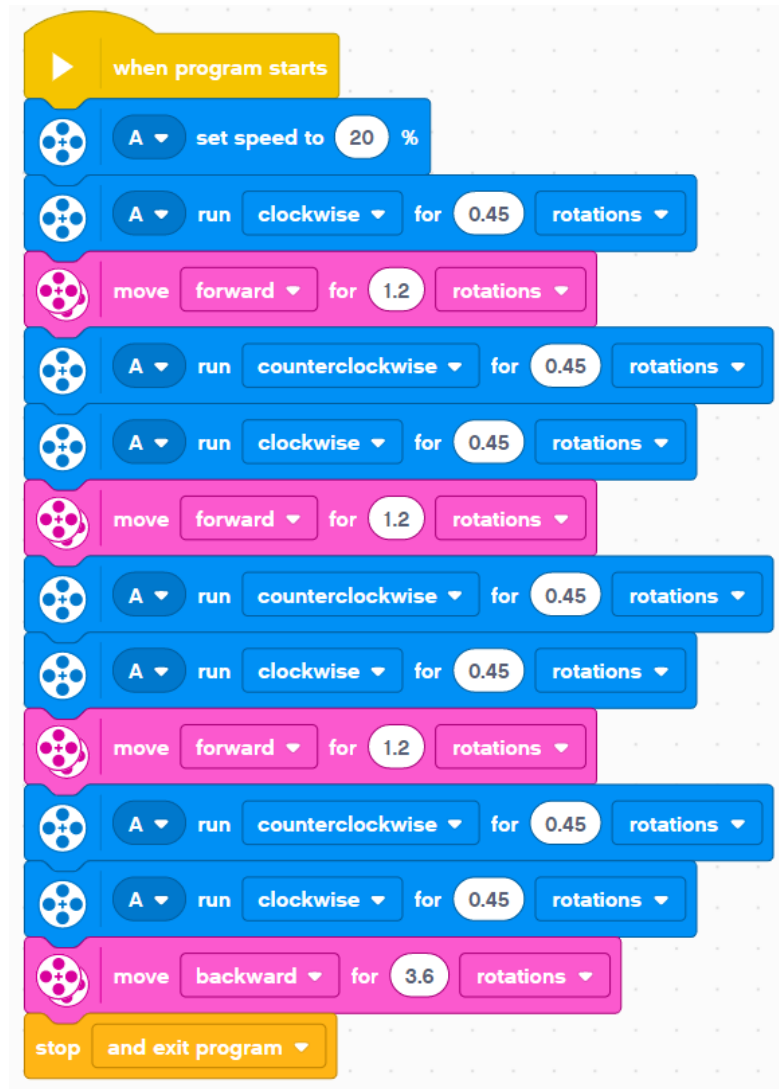 when program starts
A set speed to 20 %
A run clockwise for 0.45 rotations
move forward for 1.2 rotations
A run counterclockwise for 0.45 rotations
A run clockwise for 0.45 rotations
move forward for 1.2 rotations
A run counterclockwise for 0.45 rotations
A run clockwise for 0.45 rotations
move forward for 1.2 rotations
A run counterclockwise for 0.45 rotations
A run clockwise for 0.45 rotations
move backward for 3.6 rotations
stop and exit program